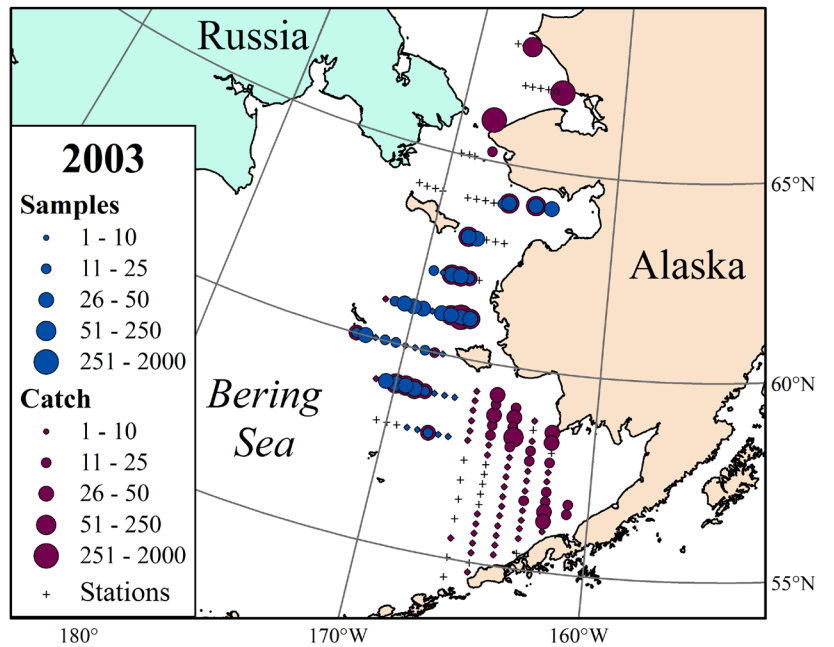 Russia
2003
Samples
1 - 10
11 - 25
26 - 50
51 - 250
251 - 2000
Catch
1 - 10
11 - 25
26 - 50
51 - 250
251 - 2000
Stations
Alaska
Bering
Sea
65°N
60°N
55°N
180°
170°W
160°W